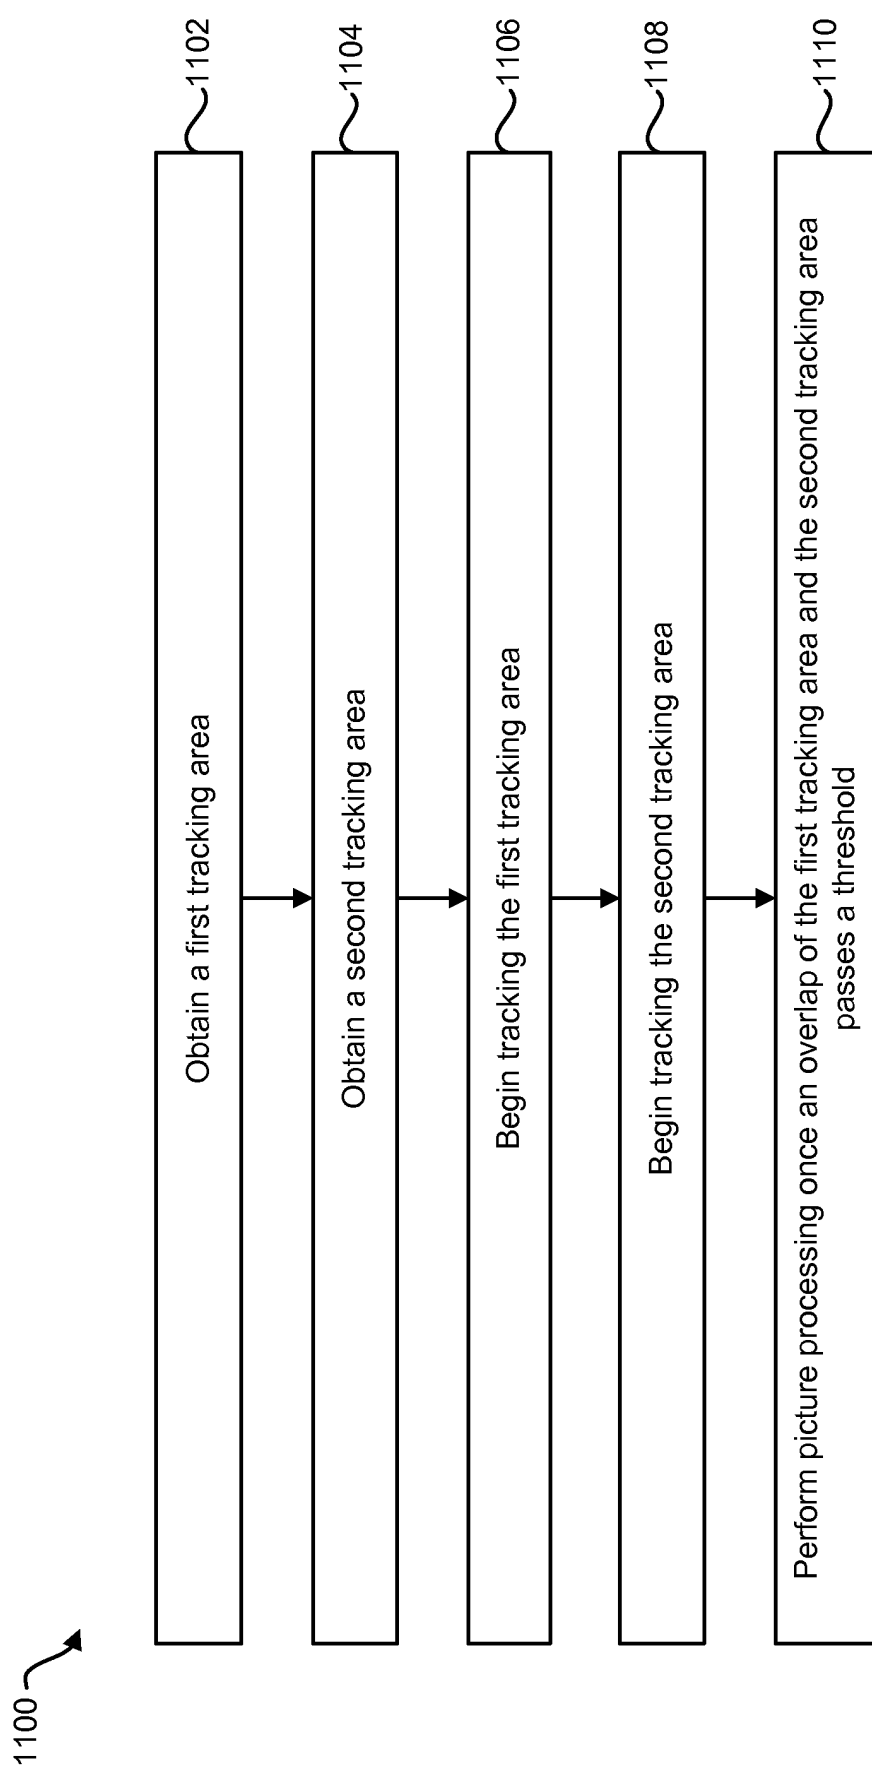 1100
Obtain a first tracking area
1102
Obtain a second tracking area
1104
Begin tracking the first tracking area
1106
Begin tracking the second tracking area
1108
Perform picture processing once an overlap of the first tracking area and the second tracking area
passes a threshold
1110